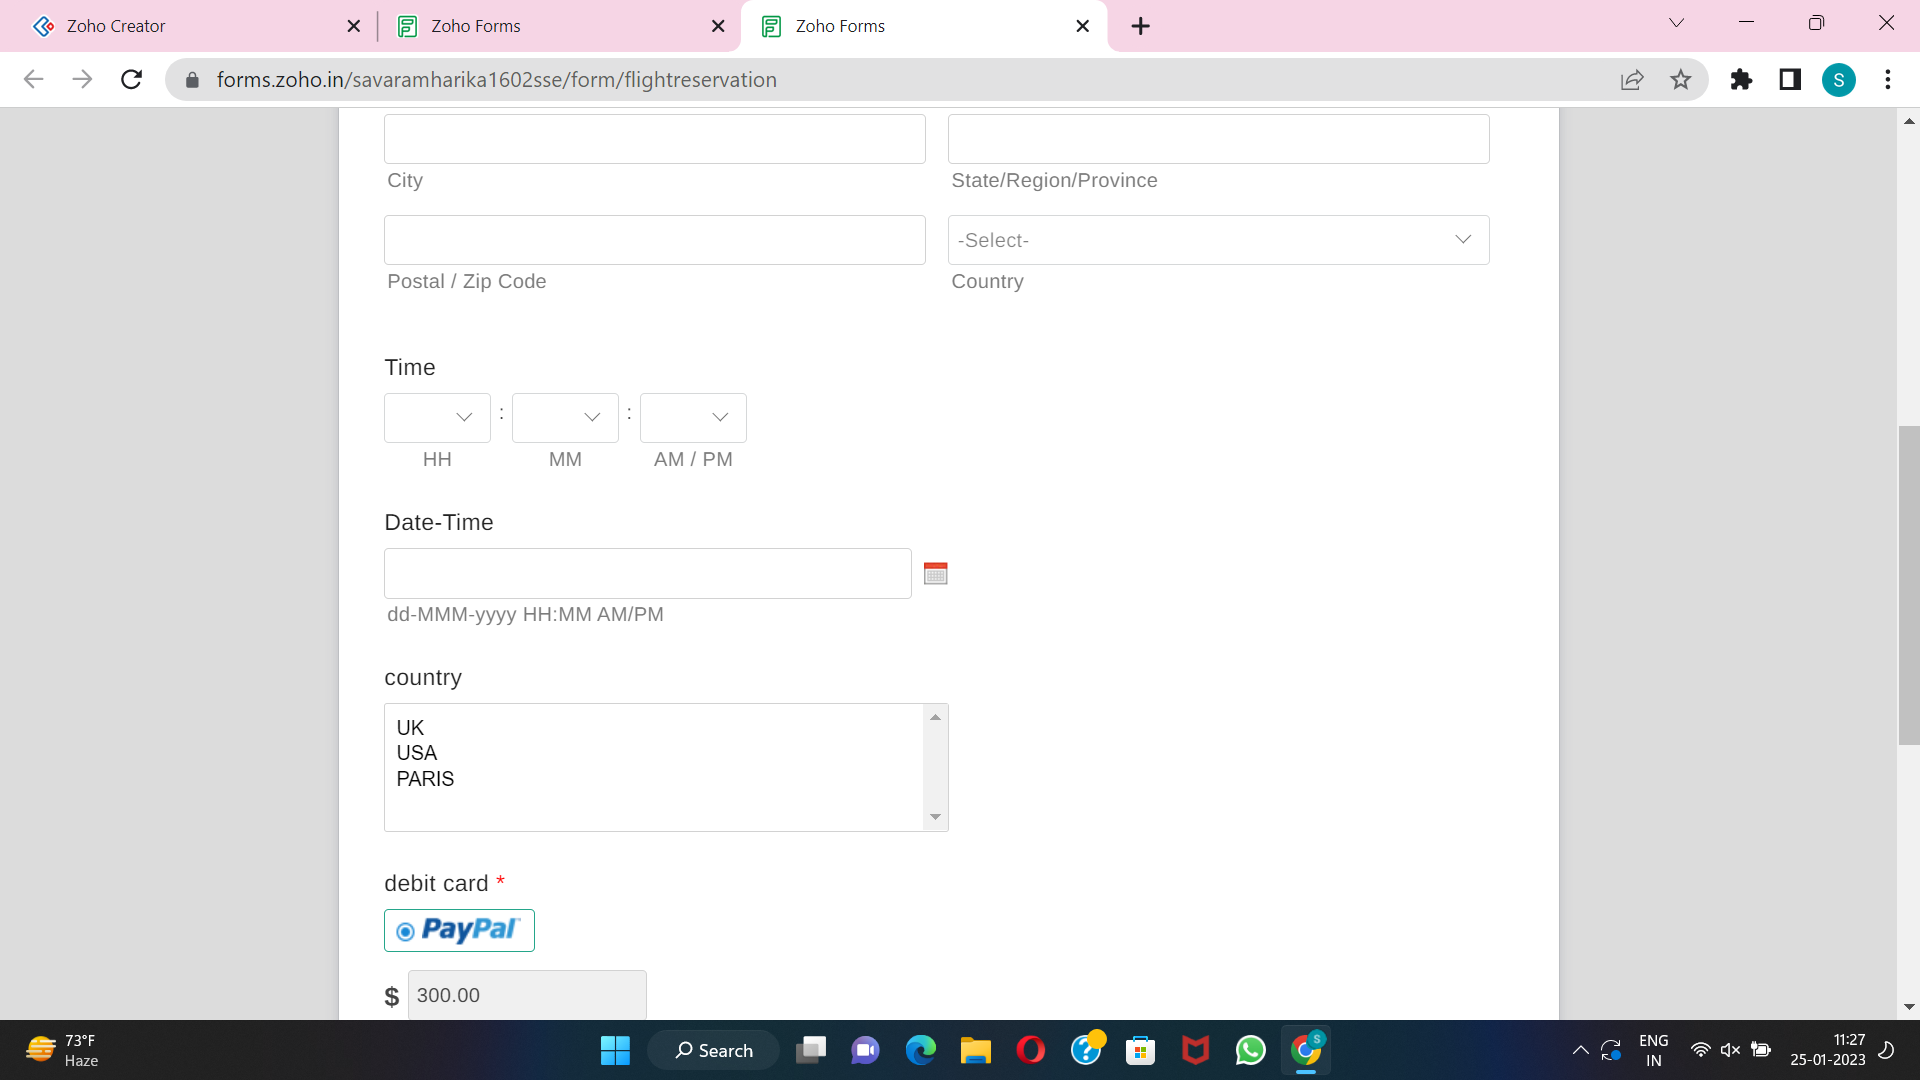 Zoho Creator
Zoho Forms
Zoho Forms
forms.zoho.in/savaramharika1602sse/form/flightreservation
S
City
State/Region/Province
-Select-
Postal / Zip Code
Country
Time
: :
HH MM AM / PM
Date-Time
dd-MMM-yyyy HH:MM AM/PM
country
UK
USA
PARIS
debit card *
PayPal
$ 300.00
73°F
Haze
Search
S
ENG
IN
11:27
25-01-2023